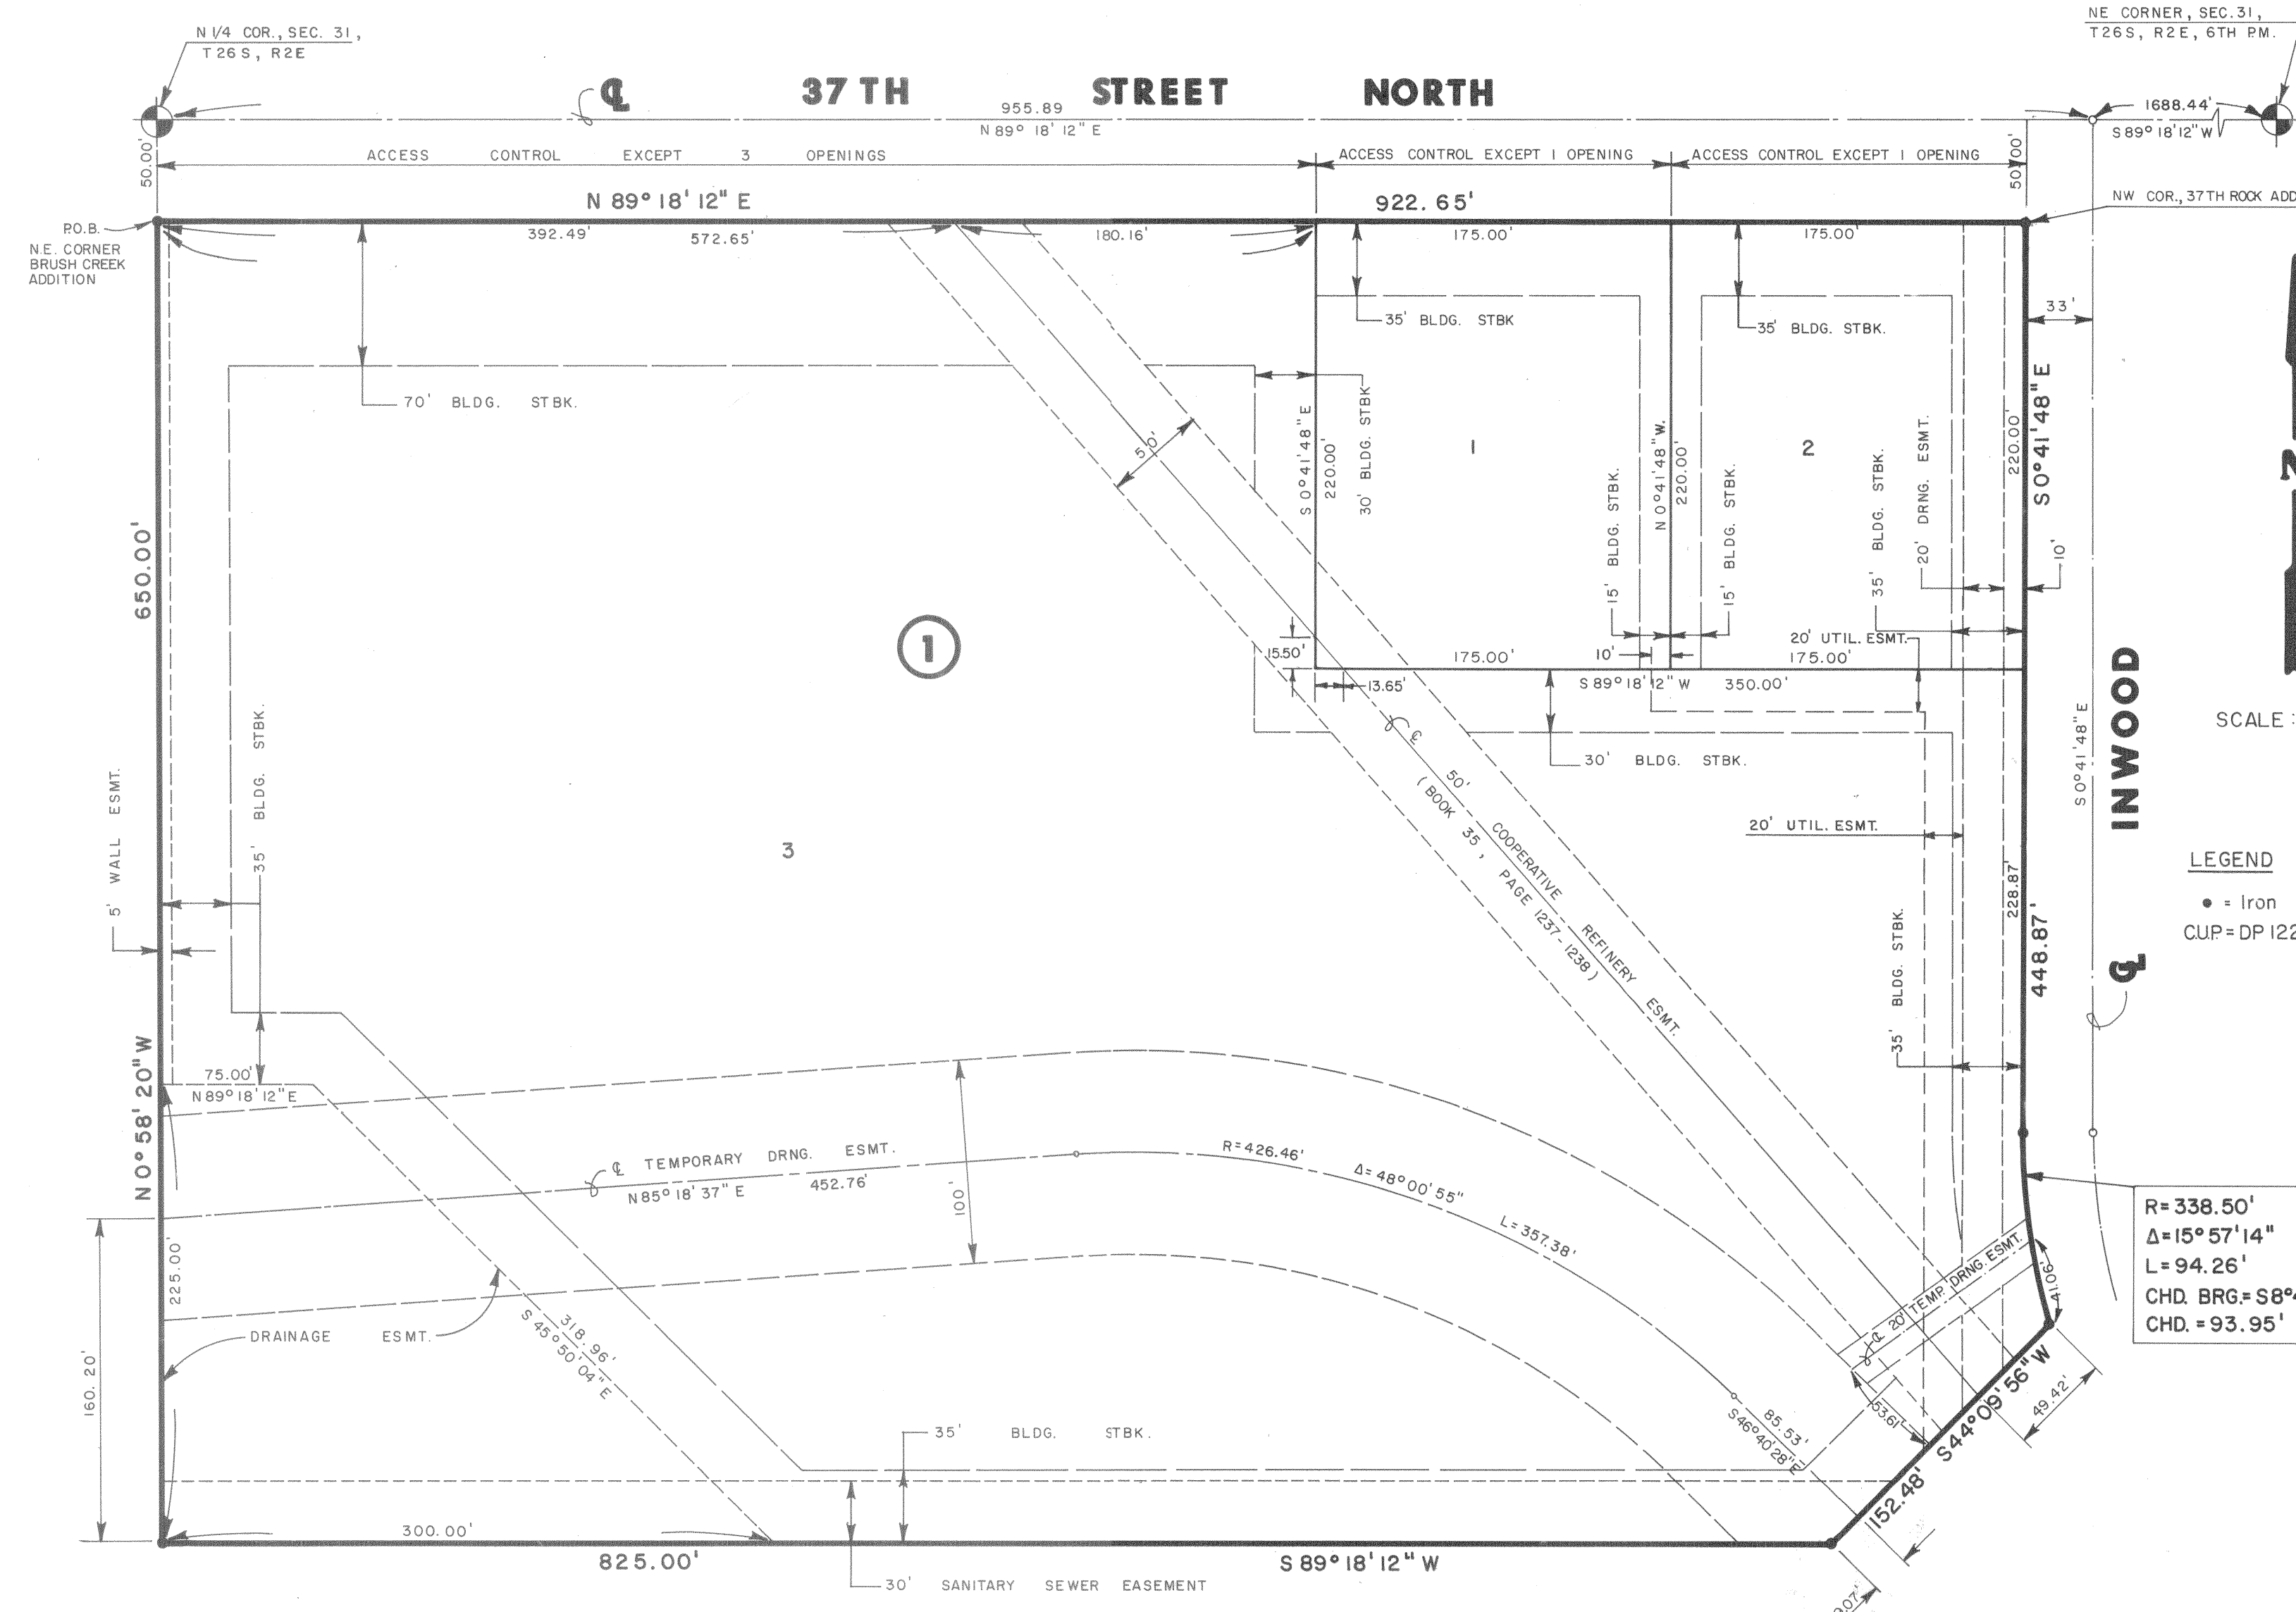 N 1/4 COR., SEC. 31,
T 26 S, R 2 E
NE CORNER, SEC. 31,
T26S, R2E, 6TH P.M.
℄ 37TH STREET NORTH
955.89
N 89° 18' 12" E
1688.44'
S 89° 18' 12" W
50.00'
ACCESS CONTROL EXCEPT 3 OPENINGS
ACCESS CONTROL EXCEPT 1 OPENING
ACCESS CONTROL EXCEPT 1 OPENING
50.00'
N 89° 18' 12" E
922.65'
NW COR., 37TH ROCK ADD
P.O.B.
N.E. CORNER
BRUSH CREEK
ADDITION
392.49'
572.65'
180.16'
175.00'
175.00'
33'
35' BLDG. STBK
35' BLDG. STBK.
70' BLDG. STBK.
50'
S 0° 41' 48" E
220.00'
30' BLDG. STBK
1
2
15' BLDG. STBK.
N 0° 41' 48" W.
220.00'
15' BLDG. STBK.
35' BLDG. STBK.
20' DRNG. ESMT.
220.00'
S 0° 41' 48" E
10'
650.00'
1
15.50'
175.00'
10'
20' UTIL. ESMT.
175.00'
13.65'
S 89° 18' 12" W 350.00'
30' BLDG. STBK.
S 0° 41' 48" E
INWOOD
℄
N
SCALE :
LEGEND
• = Iron
C.U.P. = DP 122
5' WALL ESMT.
35' BLDG. STBK.
3
℄
50' COOPERATIVE REFINERY ESMT.
(BOOK 35, PAGE 1237-1238)
20' UTIL. ESMT.
228.87'
448.87'
35' BLDG. STBK.
N 0° 58' 20" W
75.00'
N 89° 18' 12" E
℄ TEMPORARY DRNG. ESMT.
N 85° 18' 37" E 452.76'
100'
R=426.46'
Δ= 48° 00' 55"
L=357.38'
R= 338.50'
Δ= 15° 57' 14"
L= 94.26'
CHD. BRG.= S 8°
CHD. = 93.95'
225.00'
160.20'
DRAINAGE ESMT.
318.96'
S 45° 50' 04" E
℄ 20' TEMP. DRNG. ESMT.
41.06'
53.61'
85.53'
S 46° 40' 28" E
49.42'
152.48' S 44° 09' 56" W
35' BLDG. STBK.
300.00'
825.00'
S 89° 18' 12" W
30' SANITARY SEWER EASEMENT